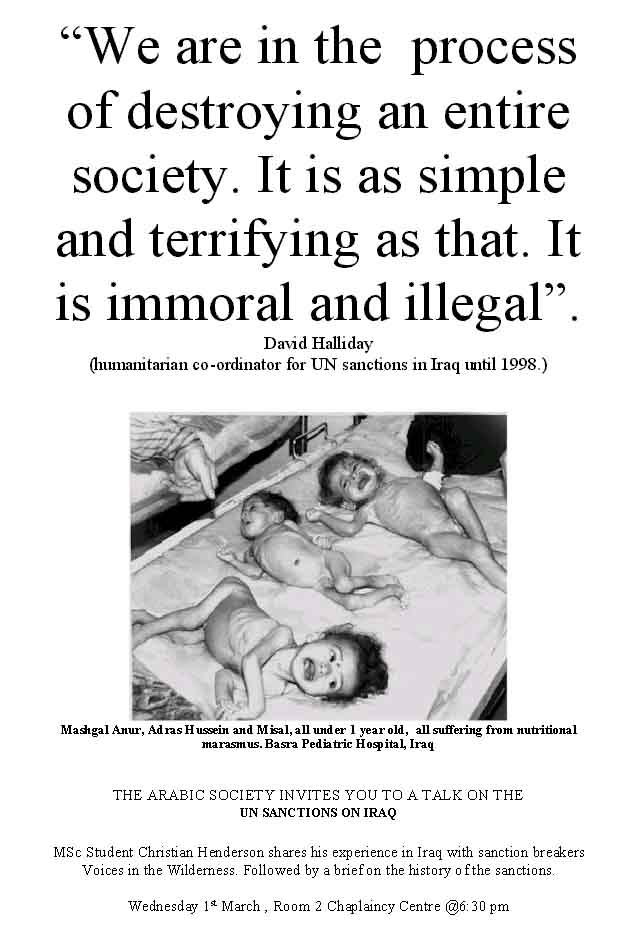 “We are in the process
of destroying an entire
society. It is as simple
and terrifying as that. It
is immoral and illegal”.
David Halliday
(humanitarian co-ordinator for UN sanctions in Iraq until 1998.)
Mashgal Anur, Adras Hussein and Misal, all under 1 year old, all suffering from nutritional
marasmus. Basra Pediatric Hospital, Iraq
THE ARABIC SOCIETY INVITES YOU TO A TALK ON THE
UN SANCTIONS ON IRAQ
MSc Student Christian Henderson shares his experience in Iraq with sanction breakers
Voices in the Wilderness. Followed by a brief on the history of the sanctions.
Wednesday 1st March , Room 2 Chaplaincy Centre @6:30 pm